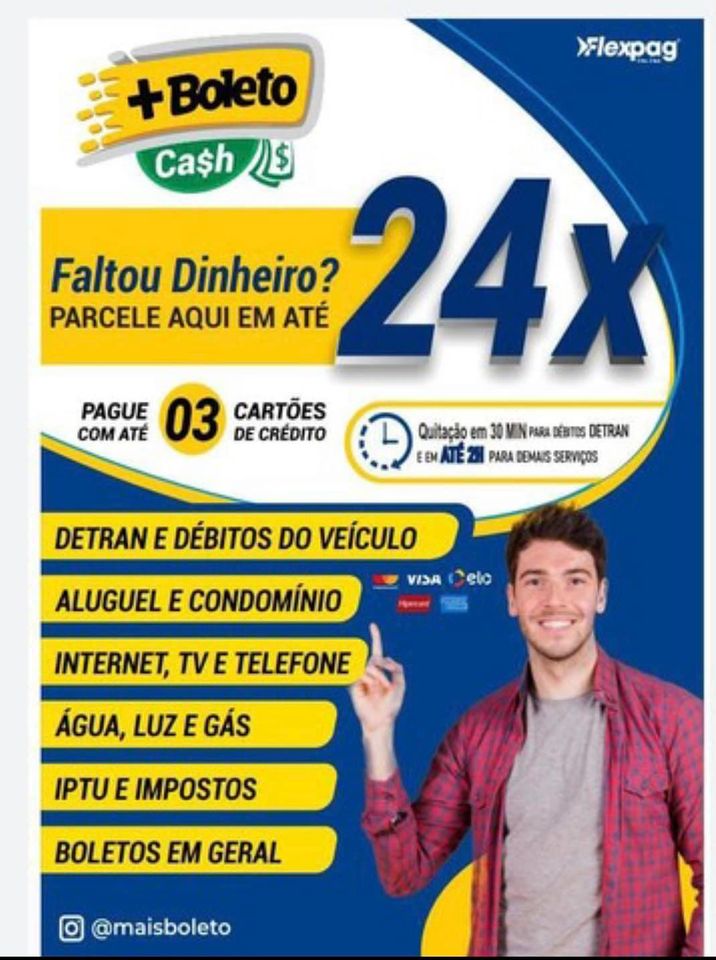 Flexpag
+Boleto
Ca$h $
24x
Faltou Dinheiro?
PARCELE AQUI EM ATÉ
PAGUE
COM ATÉ
03
CARTÕES
DE CRÉDITO
Quitação em 30 MIN PARA DÉBITOS DETRAN
E EM ATÉ 2H PARA DEMAIS SERVIÇOS
DETRAN E DÉBITOS DO VEÍCULO
VISA elo
Hipercard
ALUGUEL E CONDOMÍNIO
INTERNET, TV E TELEFONE
ÁGUA, LUZ E GÁS
IPTU E IMPOSTOS
BOLETOS EM GERAL
@maisboleto